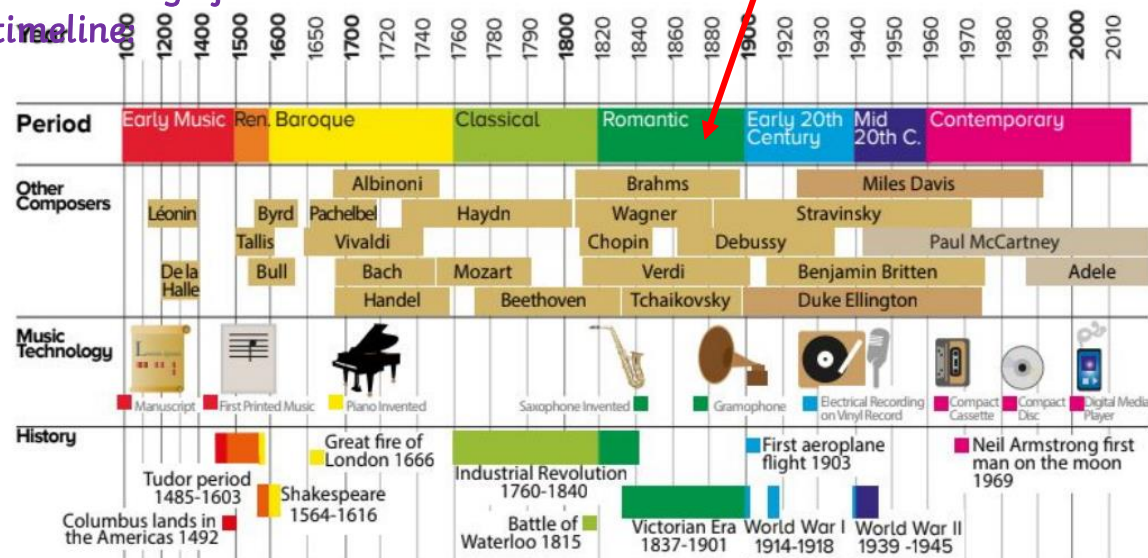 timeline
Year
1000 1200 1400 1500 1600 1650 1700 1720 1740 1760 1780 1790 1800 1820 1840 1860 1880 1900 1920 1930 1940 1950 1960 1970 1980 1990 2000 2010
Period
Early Music
Ren.
Baroque
Classical
Romantic
Early 20th
Century
Mid
20th C.
Contemporary
Other
Composers
Albinoni
Brahms
Miles Davis
Léonin
Byrd
Pachelbel
Haydn
Wagner
Stravinsky
Tallis
Vivaldi
Chopin
Debussy
Paul McCartney
De la
Halle
Bull
Bach
Mozart
Verdi
Benjamin Britten
Adele
Handel
Beethoven
Tchaikovsky
Duke Ellington
Music
Technology
Manuscript
First Printed Music
Piano Invented
Saxophone Invented
Gramophone
Electrical Recording
on Vinyl Record
Compact
Cassette
Compact
Disc
Digital Media
Player
History
Tudor period
1485-1603
Columbus lands in
the Americas 1492
Great fire of
London 1666
Shakespeare
1564-1616
Industrial Revolution
1760-1840
Battle of
Waterloo 1815
Victorian Era
1837-1901
First aeroplane
flight 1903
World War I
1914-1918
World War II
1939 -1945
Neil Armstrong first
man on the moon
1969